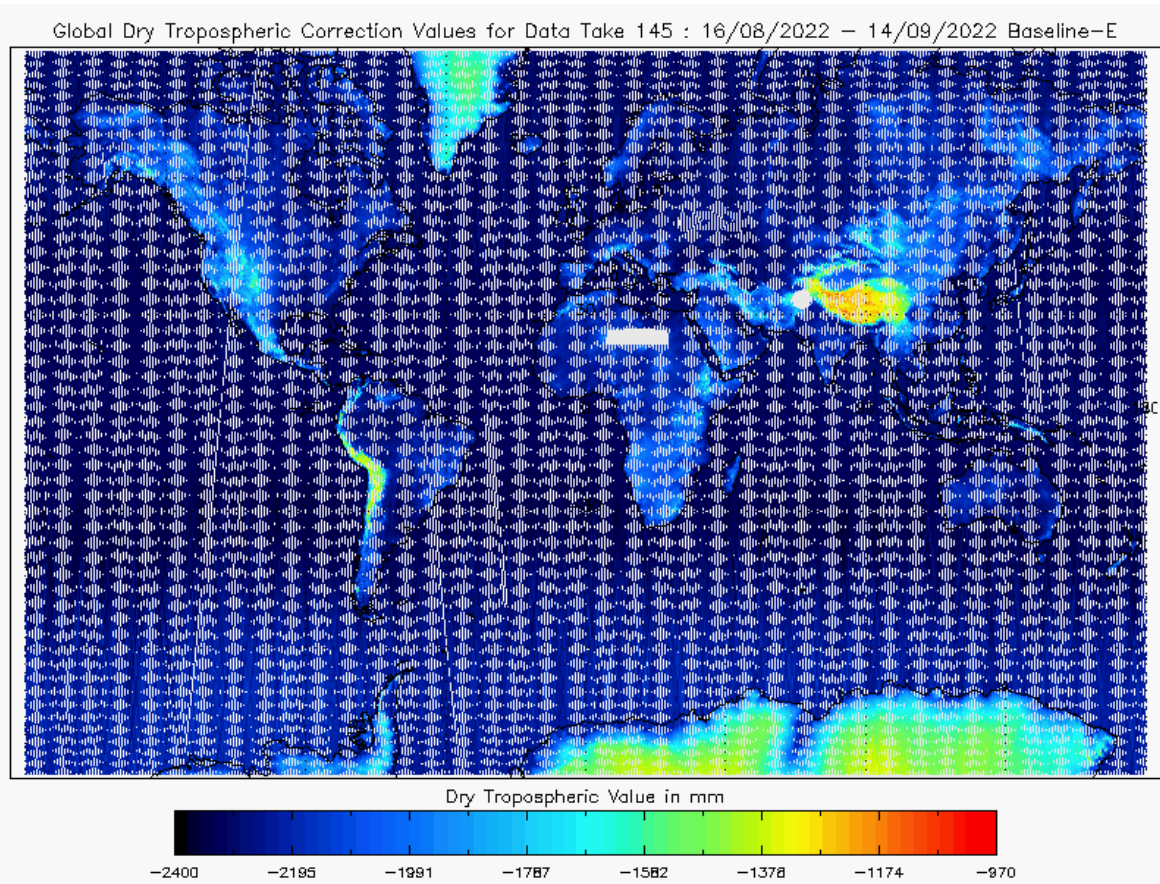 Global Dry Tropospheric Correction Values for Data Take 145 : 16/08/2022 – 14/09/2022 Baseline–E
Dry Tropospheric Value in mm
−2400 −2195 −1991 −1787 −1582 −1378 −1174 −970